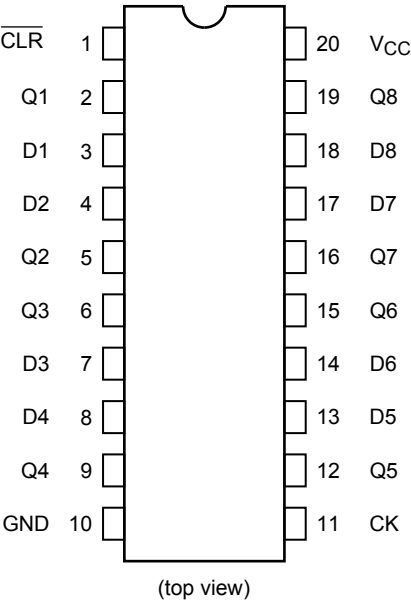 C̅L̅R̅ 1 20 VCC
Q1 2 19 Q8
D1 3 18 D8
D2 4 17 D7
Q2 5 16 Q7
Q3 6 15 Q6
D3 7 14 D6
D4 8 13 D5
Q4 9 12 Q5
GND 10 11 CK
(top view)